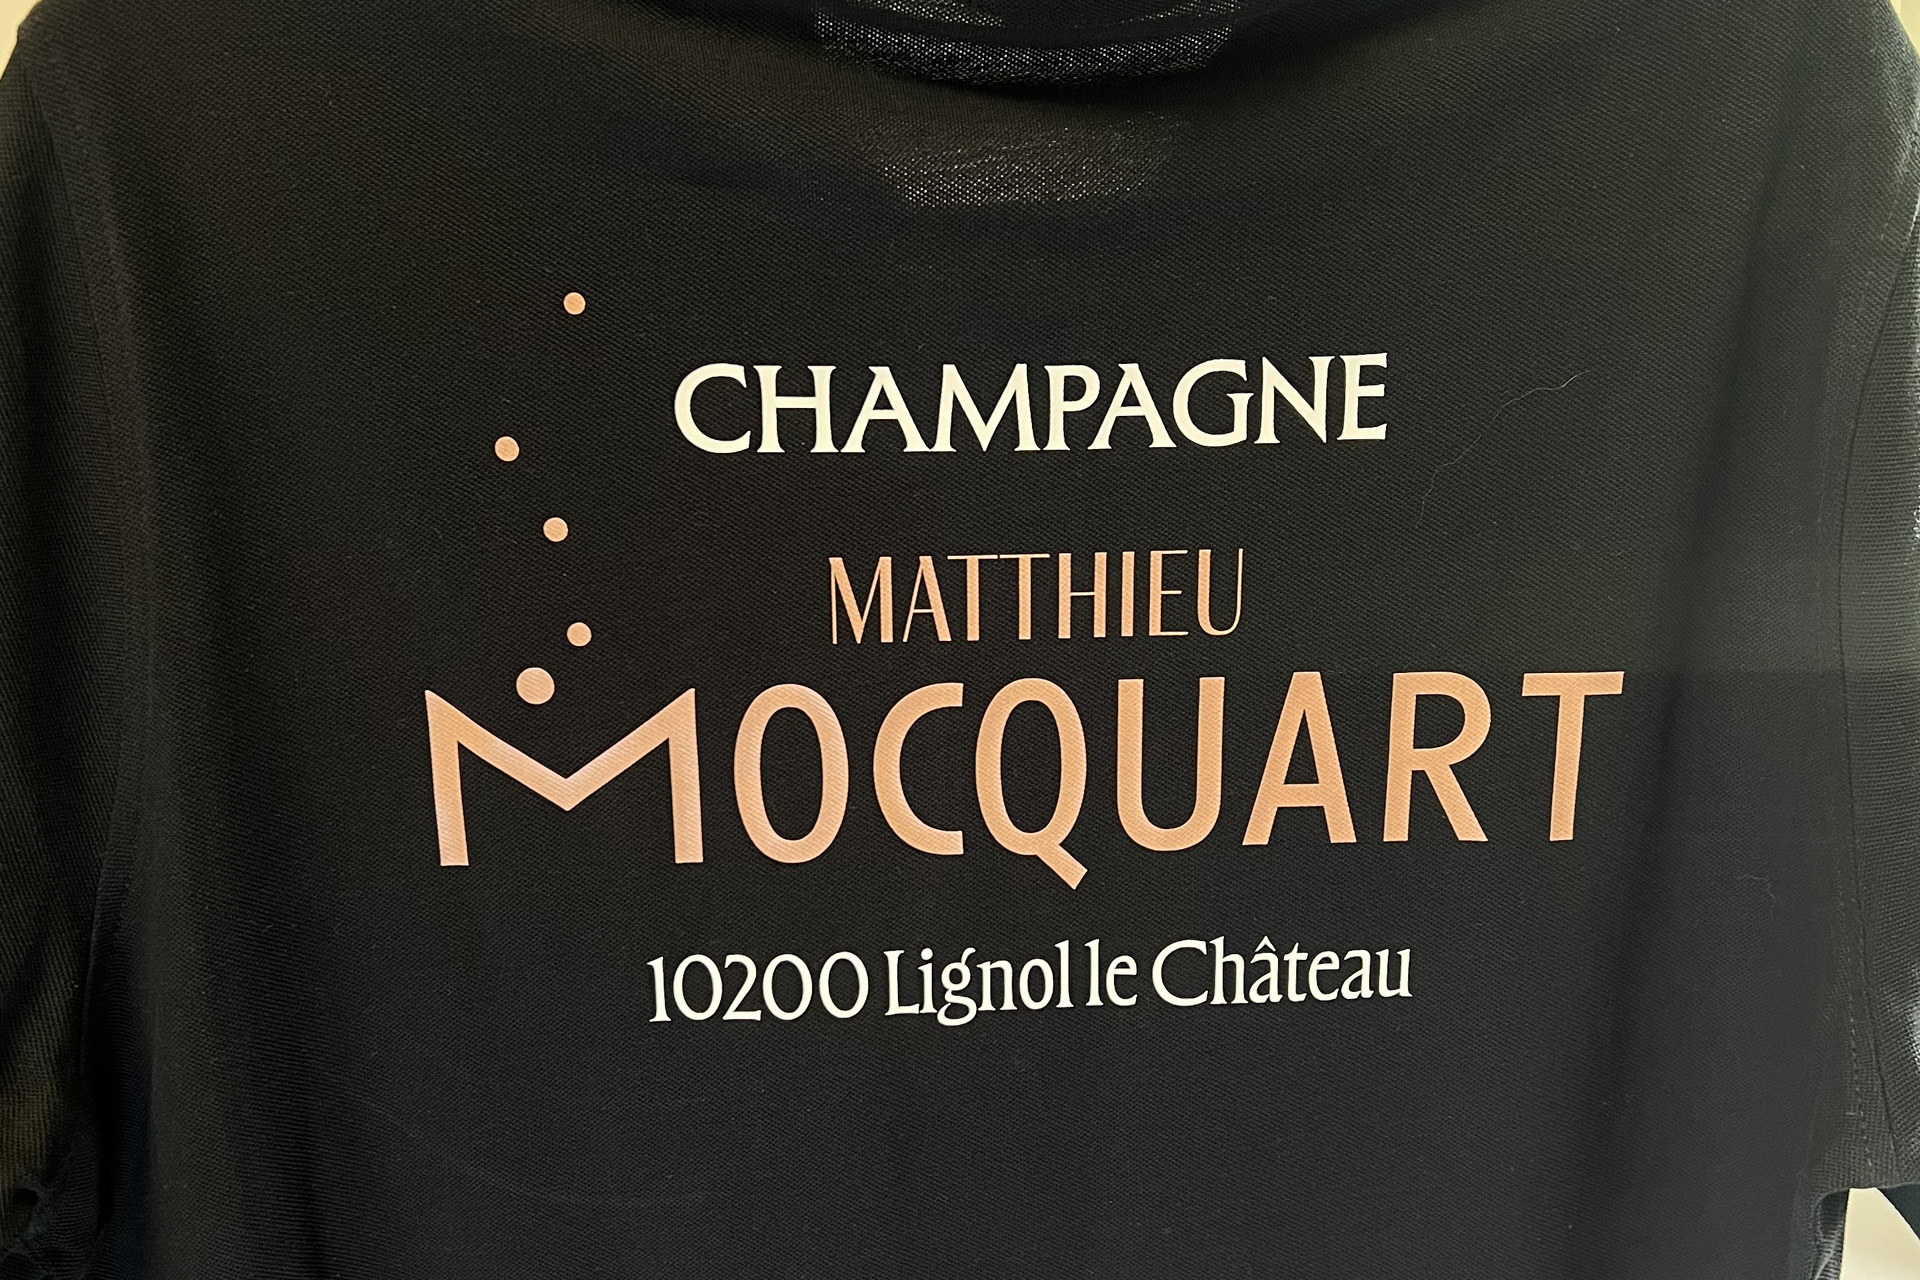 CHAMPAGNE
MATTHIEU
MOCQUART
10200 Lignol le Château